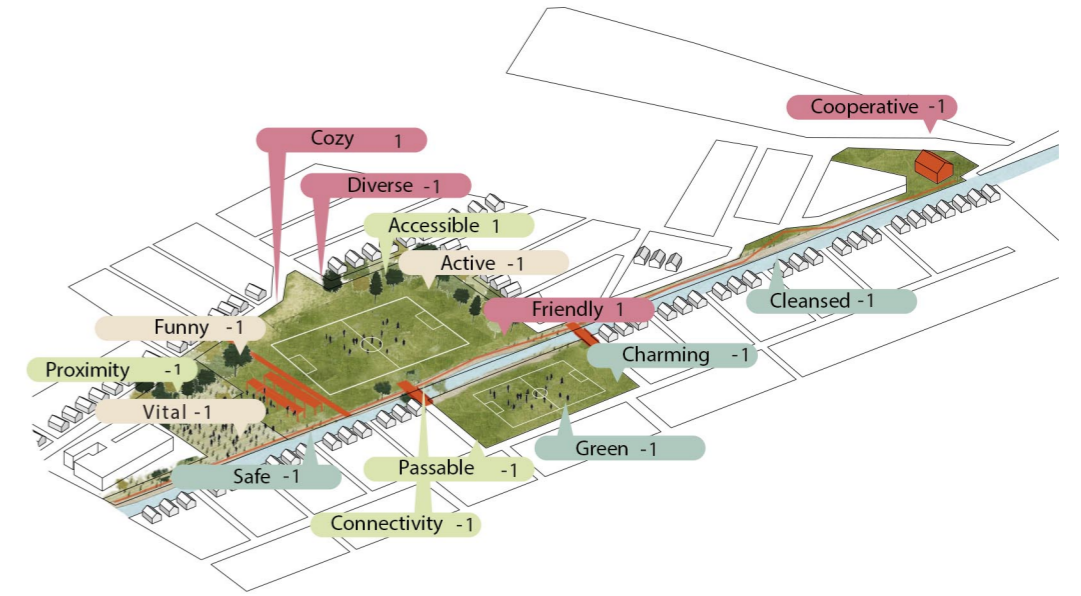 Cooperative -1
Cozy 1
Diverse -1
Accessible 1
Active -1
Cleansed -1
Friendly 1
Funny -1
Charming -1
Proximity -1
Vital -1
Green -1
Passable -1
Safe -1
Connectivity -1